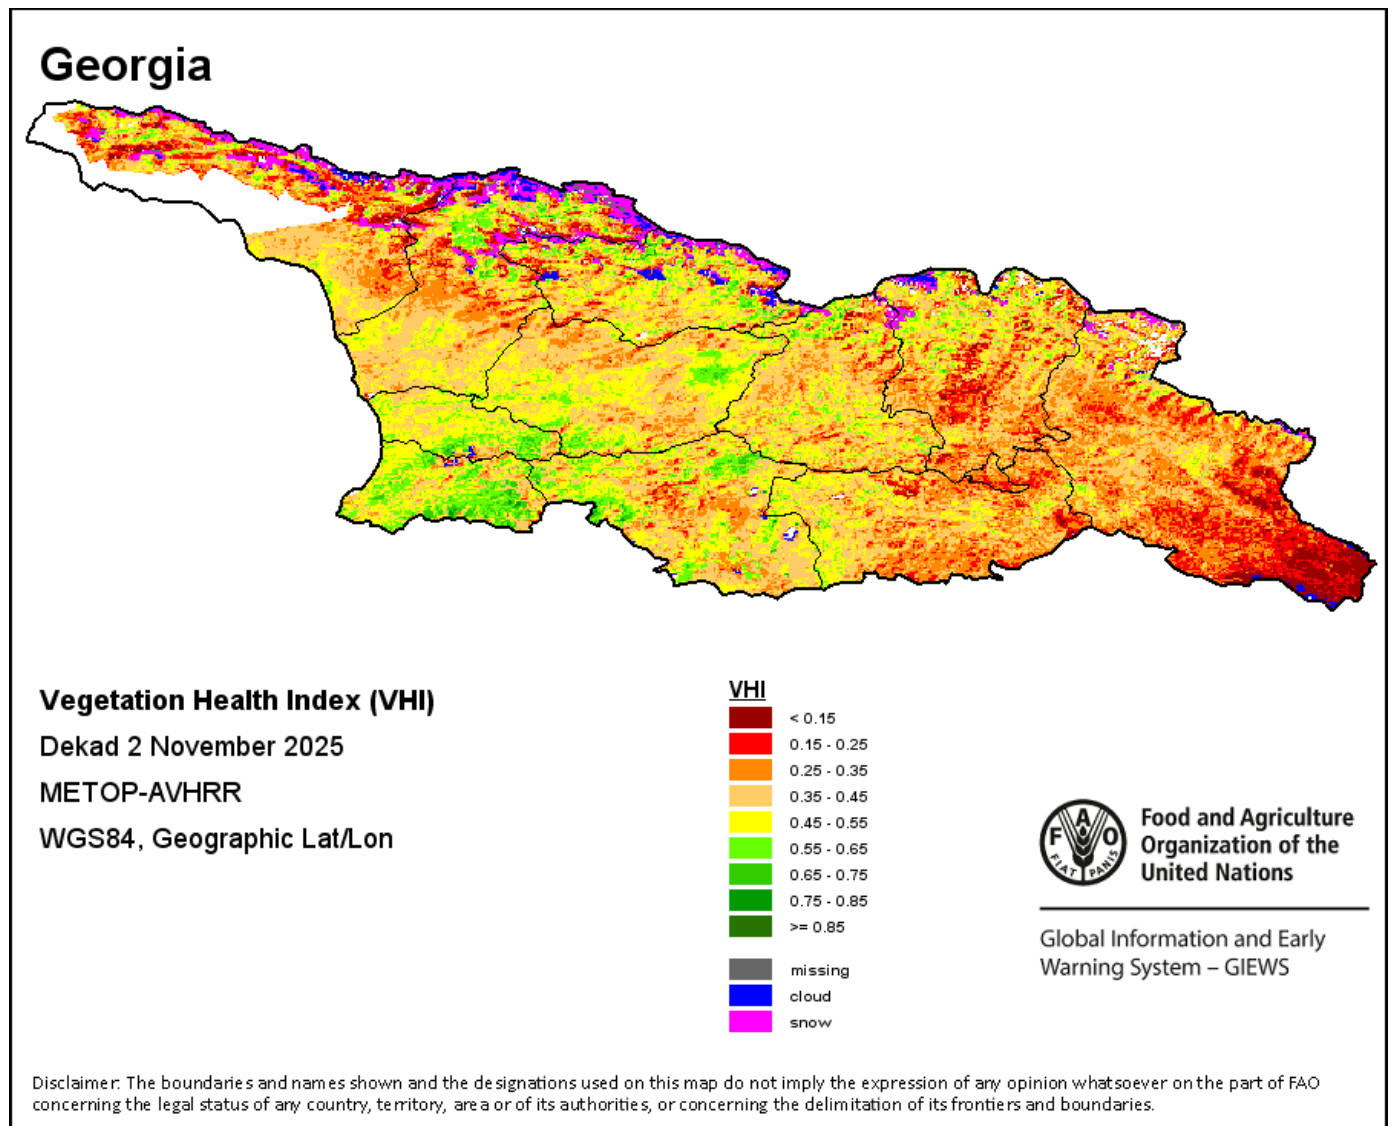 Georgia
Vegetation Health Index (VHI)
Dekad 2 November 2025
METOP-AVHRR
WGS84, Geographic Lat/Lon
VHI
< 0.15
0.15 - 0.25
0.25 - 0.35
0.35 - 0.45
0.45 - 0.55
0.55 - 0.65
0.65 - 0.75
0.75 - 0.85
>= 0.85
missing
cloud
snow
F A O
FIAT PANIS
Food and Agriculture
Organization of the
United Nations
Global Information and Early
Warning System – GIEWS
Disclaimer: The boundaries and names shown and the designations used on this map do not imply the expression of any opinion whatsoever on the part of FAO
concerning the legal status of any country, territory, area or of its authorities, or concerning the delimitation of its frontiers and boundaries.